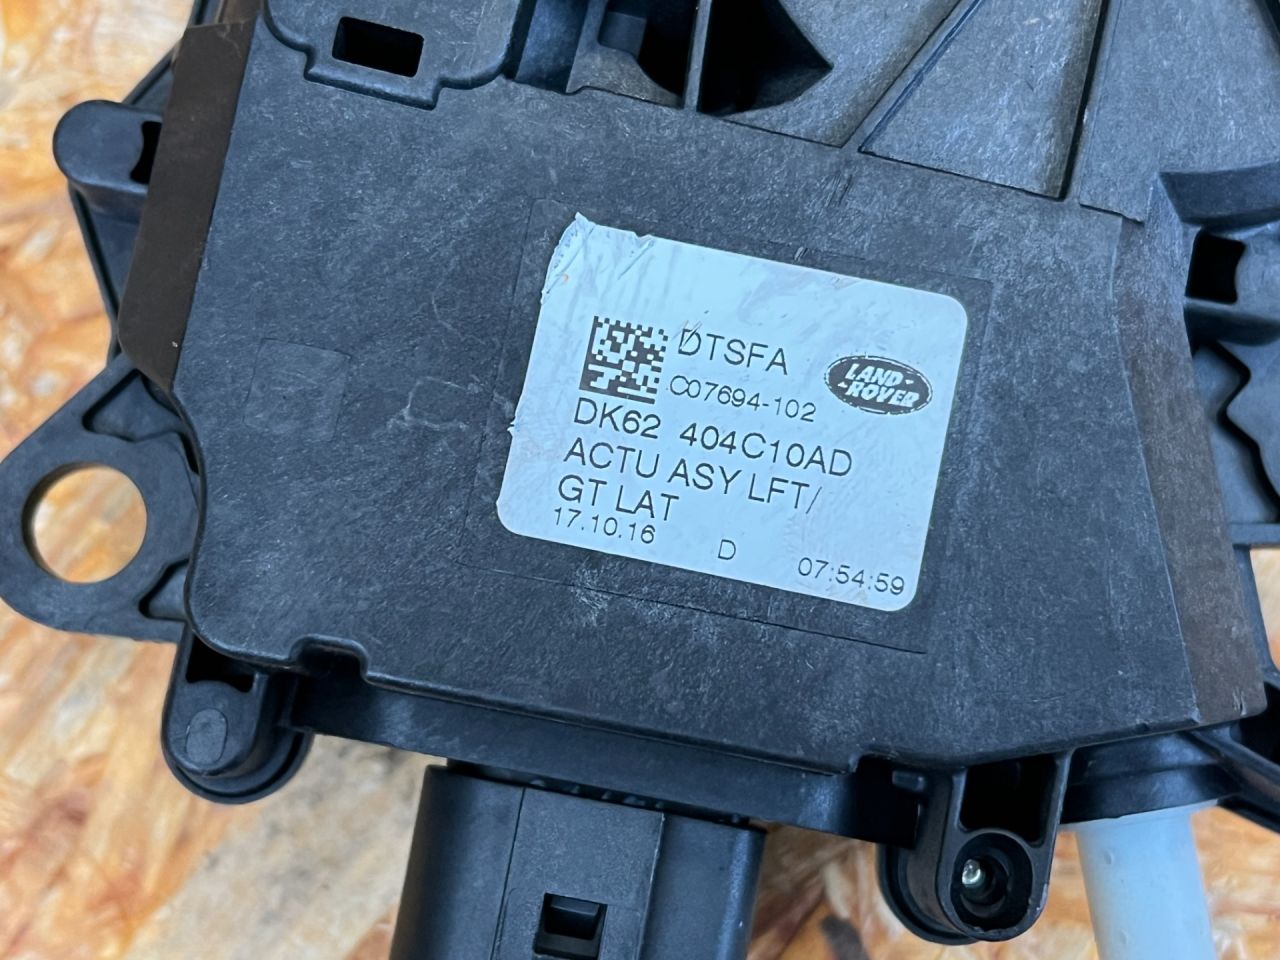 DTSFA
LAND-
-ROVER
C07694-102
DK62 404C10AD
ACTU ASY LFT/
GT LAT
17.10.16 D 07:54:59